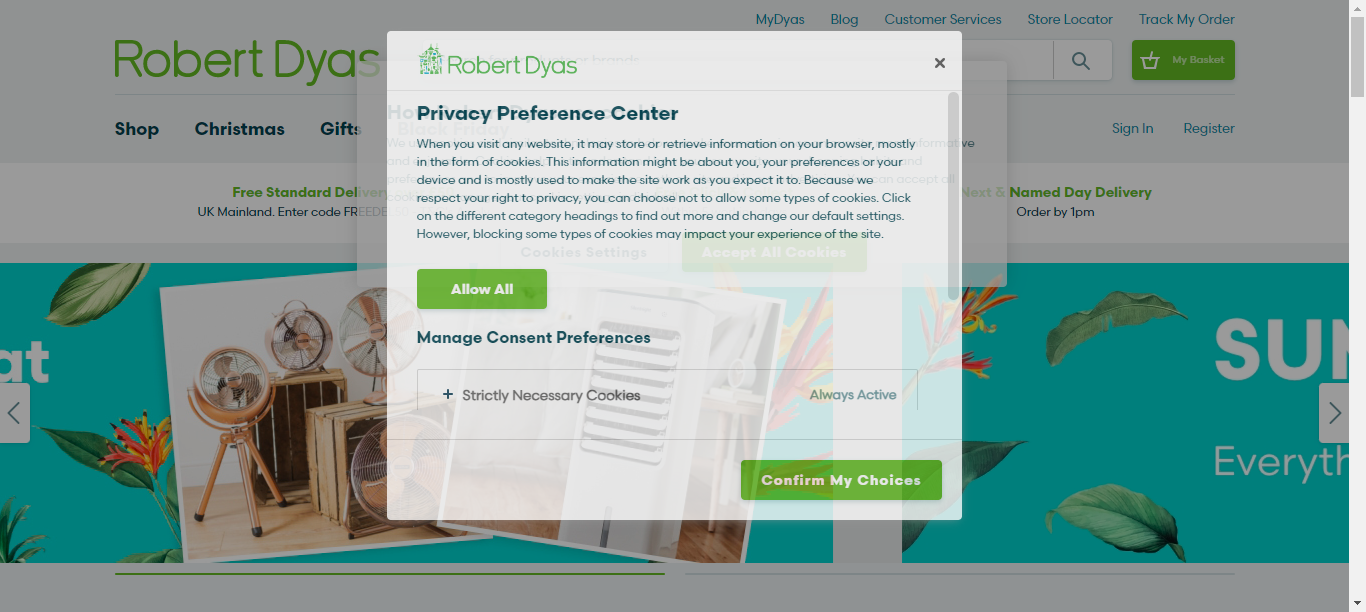 MyDyas Blog Customer Services Store Locator Track My Order
Robert Dyas
My Basket
Shop Christmas Gifts Black Friday
Sign In Register
Free Standard Delivery
UK Mainland. Enter code FREEDE
Next & Named Day Delivery
Order by 1pm
Robert Dyas
Privacy Preference Center
When you visit any website, it may store or retrieve information on your browser, mostly
in the form of cookies. This information might be about you, your preferences or your
device and is mostly used to make the site work as you expect it to. Because we
respect your right to privacy, you can choose not to allow some types of cookies. Click
on the different category headings to find out more and change our default settings.
However, blocking some types of cookies may impact your experience of the site.
Cookies Settings Accept All Cookies
Allow All
Manage Consent Preferences
+ Strictly Necessary Cookies Always Active
Confirm My Choices
at
SUN
Everyth